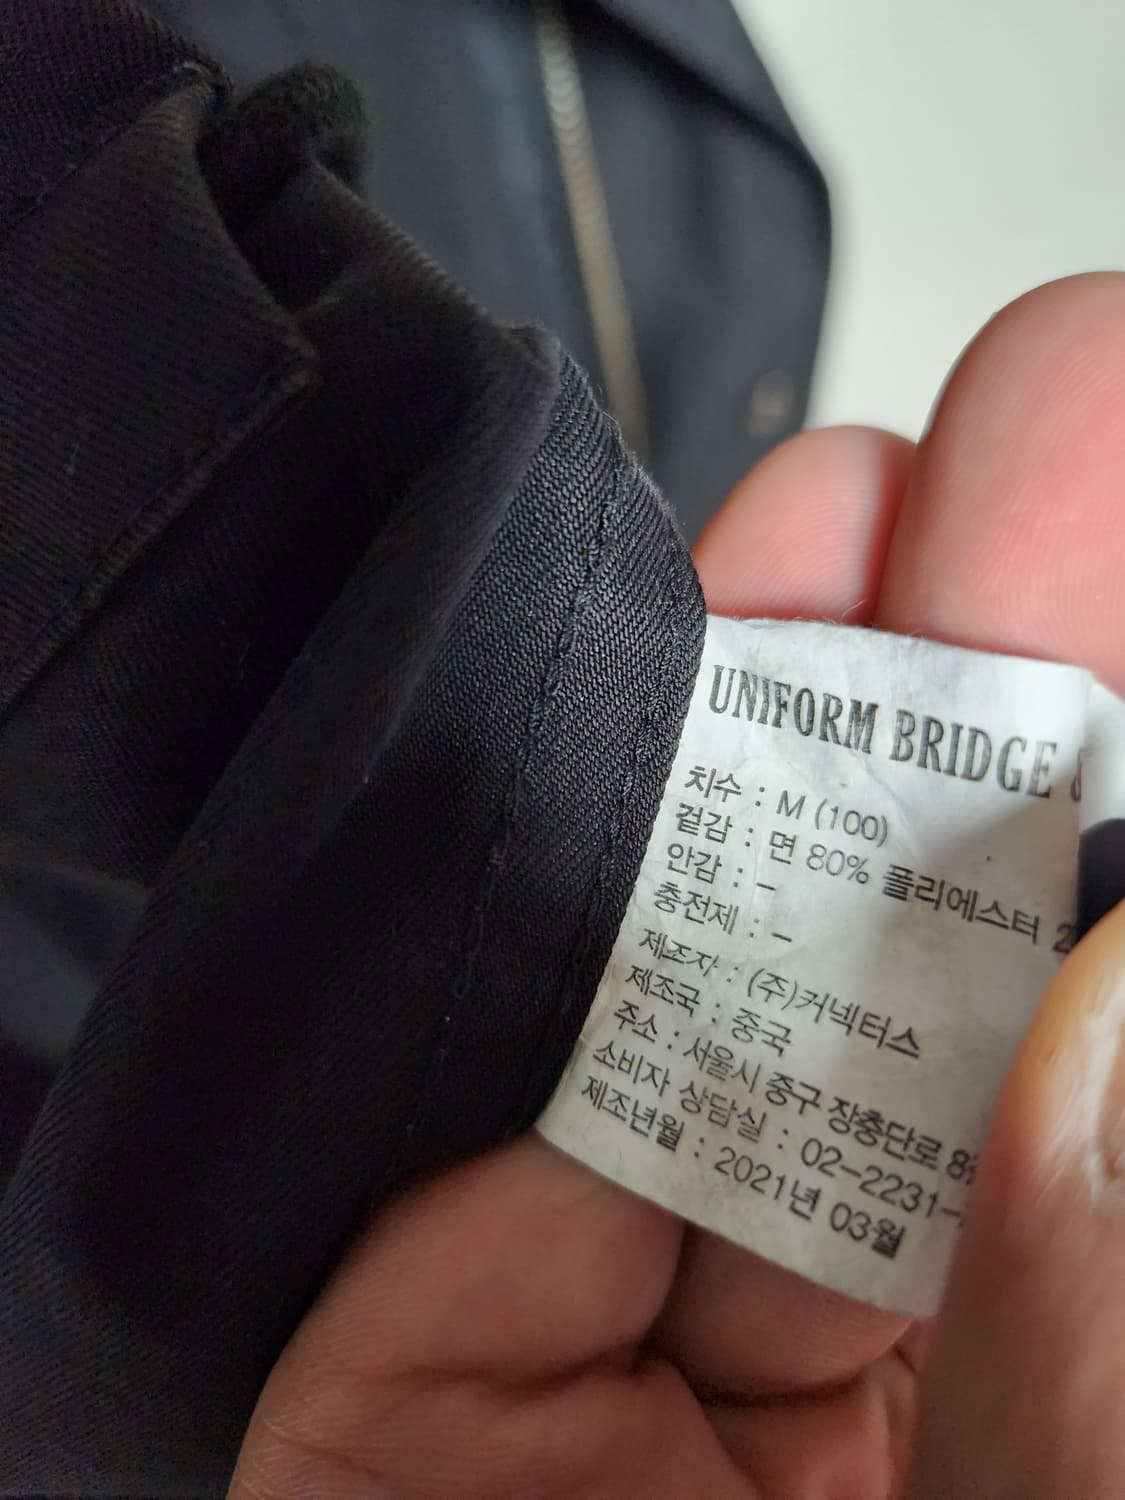 UNIFORM BRIDGE
치수 : M (100)
겉감 : 면 80% 폴리에스터
안감 : -
충전제 : -
제조자 : (주)커넥터스
제조국 : 중국
주소 : 서울시 중구 장충단로
소비자 상담실 : 02-2231-
제조년월 : 2021년 03월